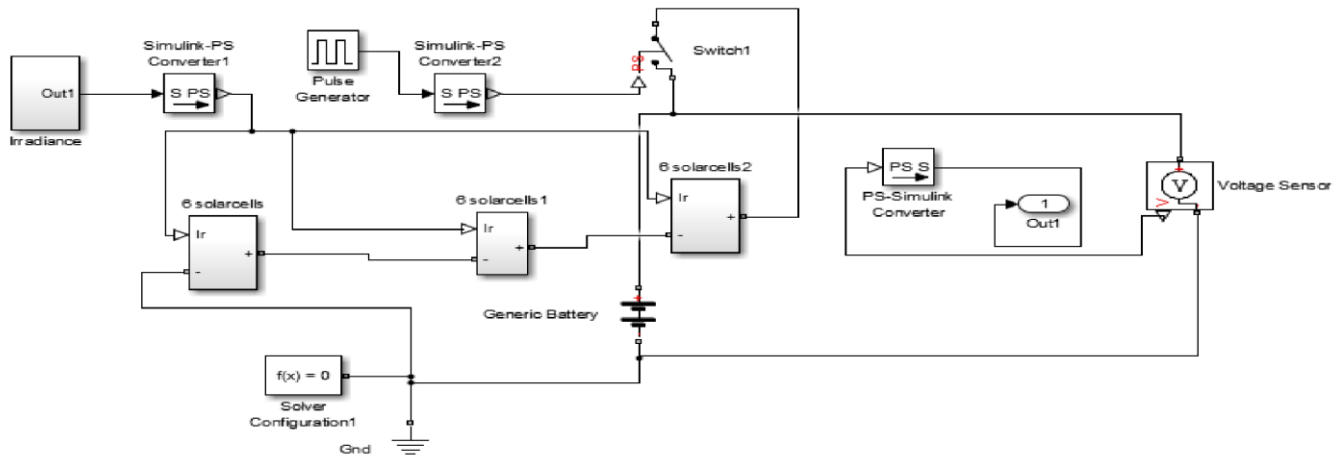 Simulink-PS
Converter1
Simulink-PS
Converter2
Switch1
PS
Out1
S PS
Pulse
Generator
S PS
Irradiance
6 solarcells2
PS S
+
V
Voltage Sensor
6 solarcells
6 solarcells1
Ir
PS-Simulink
Converter
V
-
1
Out1
Ir
+
-
Ir
+
-
+
-
+
Generic Battery
-
f(x) = 0
Solver
Configuration1
Gnd